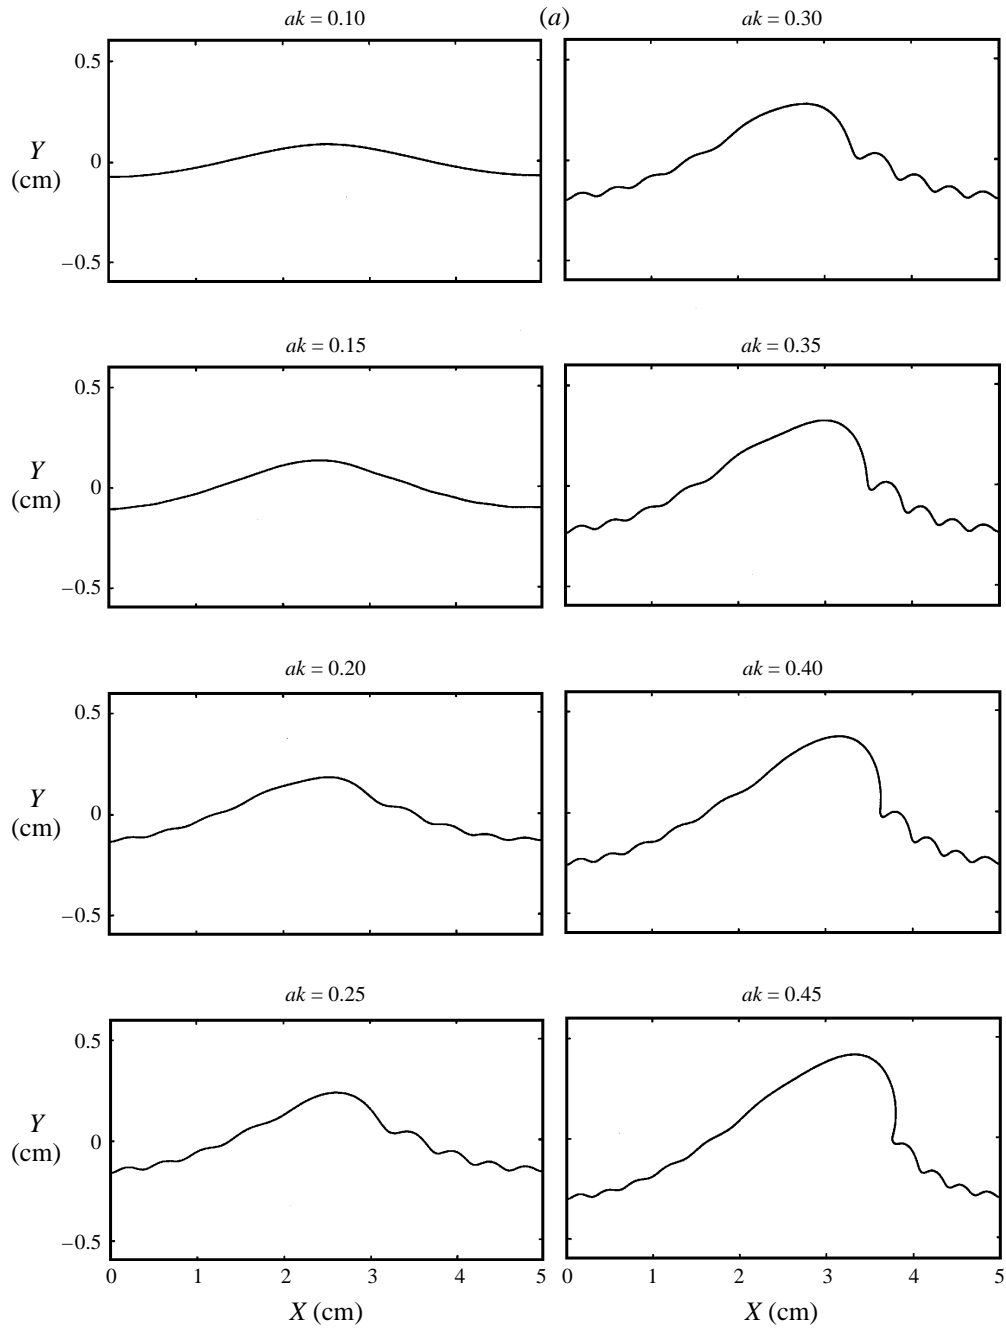 (a)
ak = 0.10
0.5
Y
(cm)
0
–0.5
ak = 0.30
ak = 0.15
0.5
Y
(cm)
0
–0.5
ak = 0.35
ak = 0.20
0.5
Y
(cm)
0
–0.5
ak = 0.40
ak = 0.25
0.5
Y
(cm)
0
–0.5
0 1 2 3 4 5
X (cm)
ak = 0.45
0 1 2 3 4 5
X (cm)